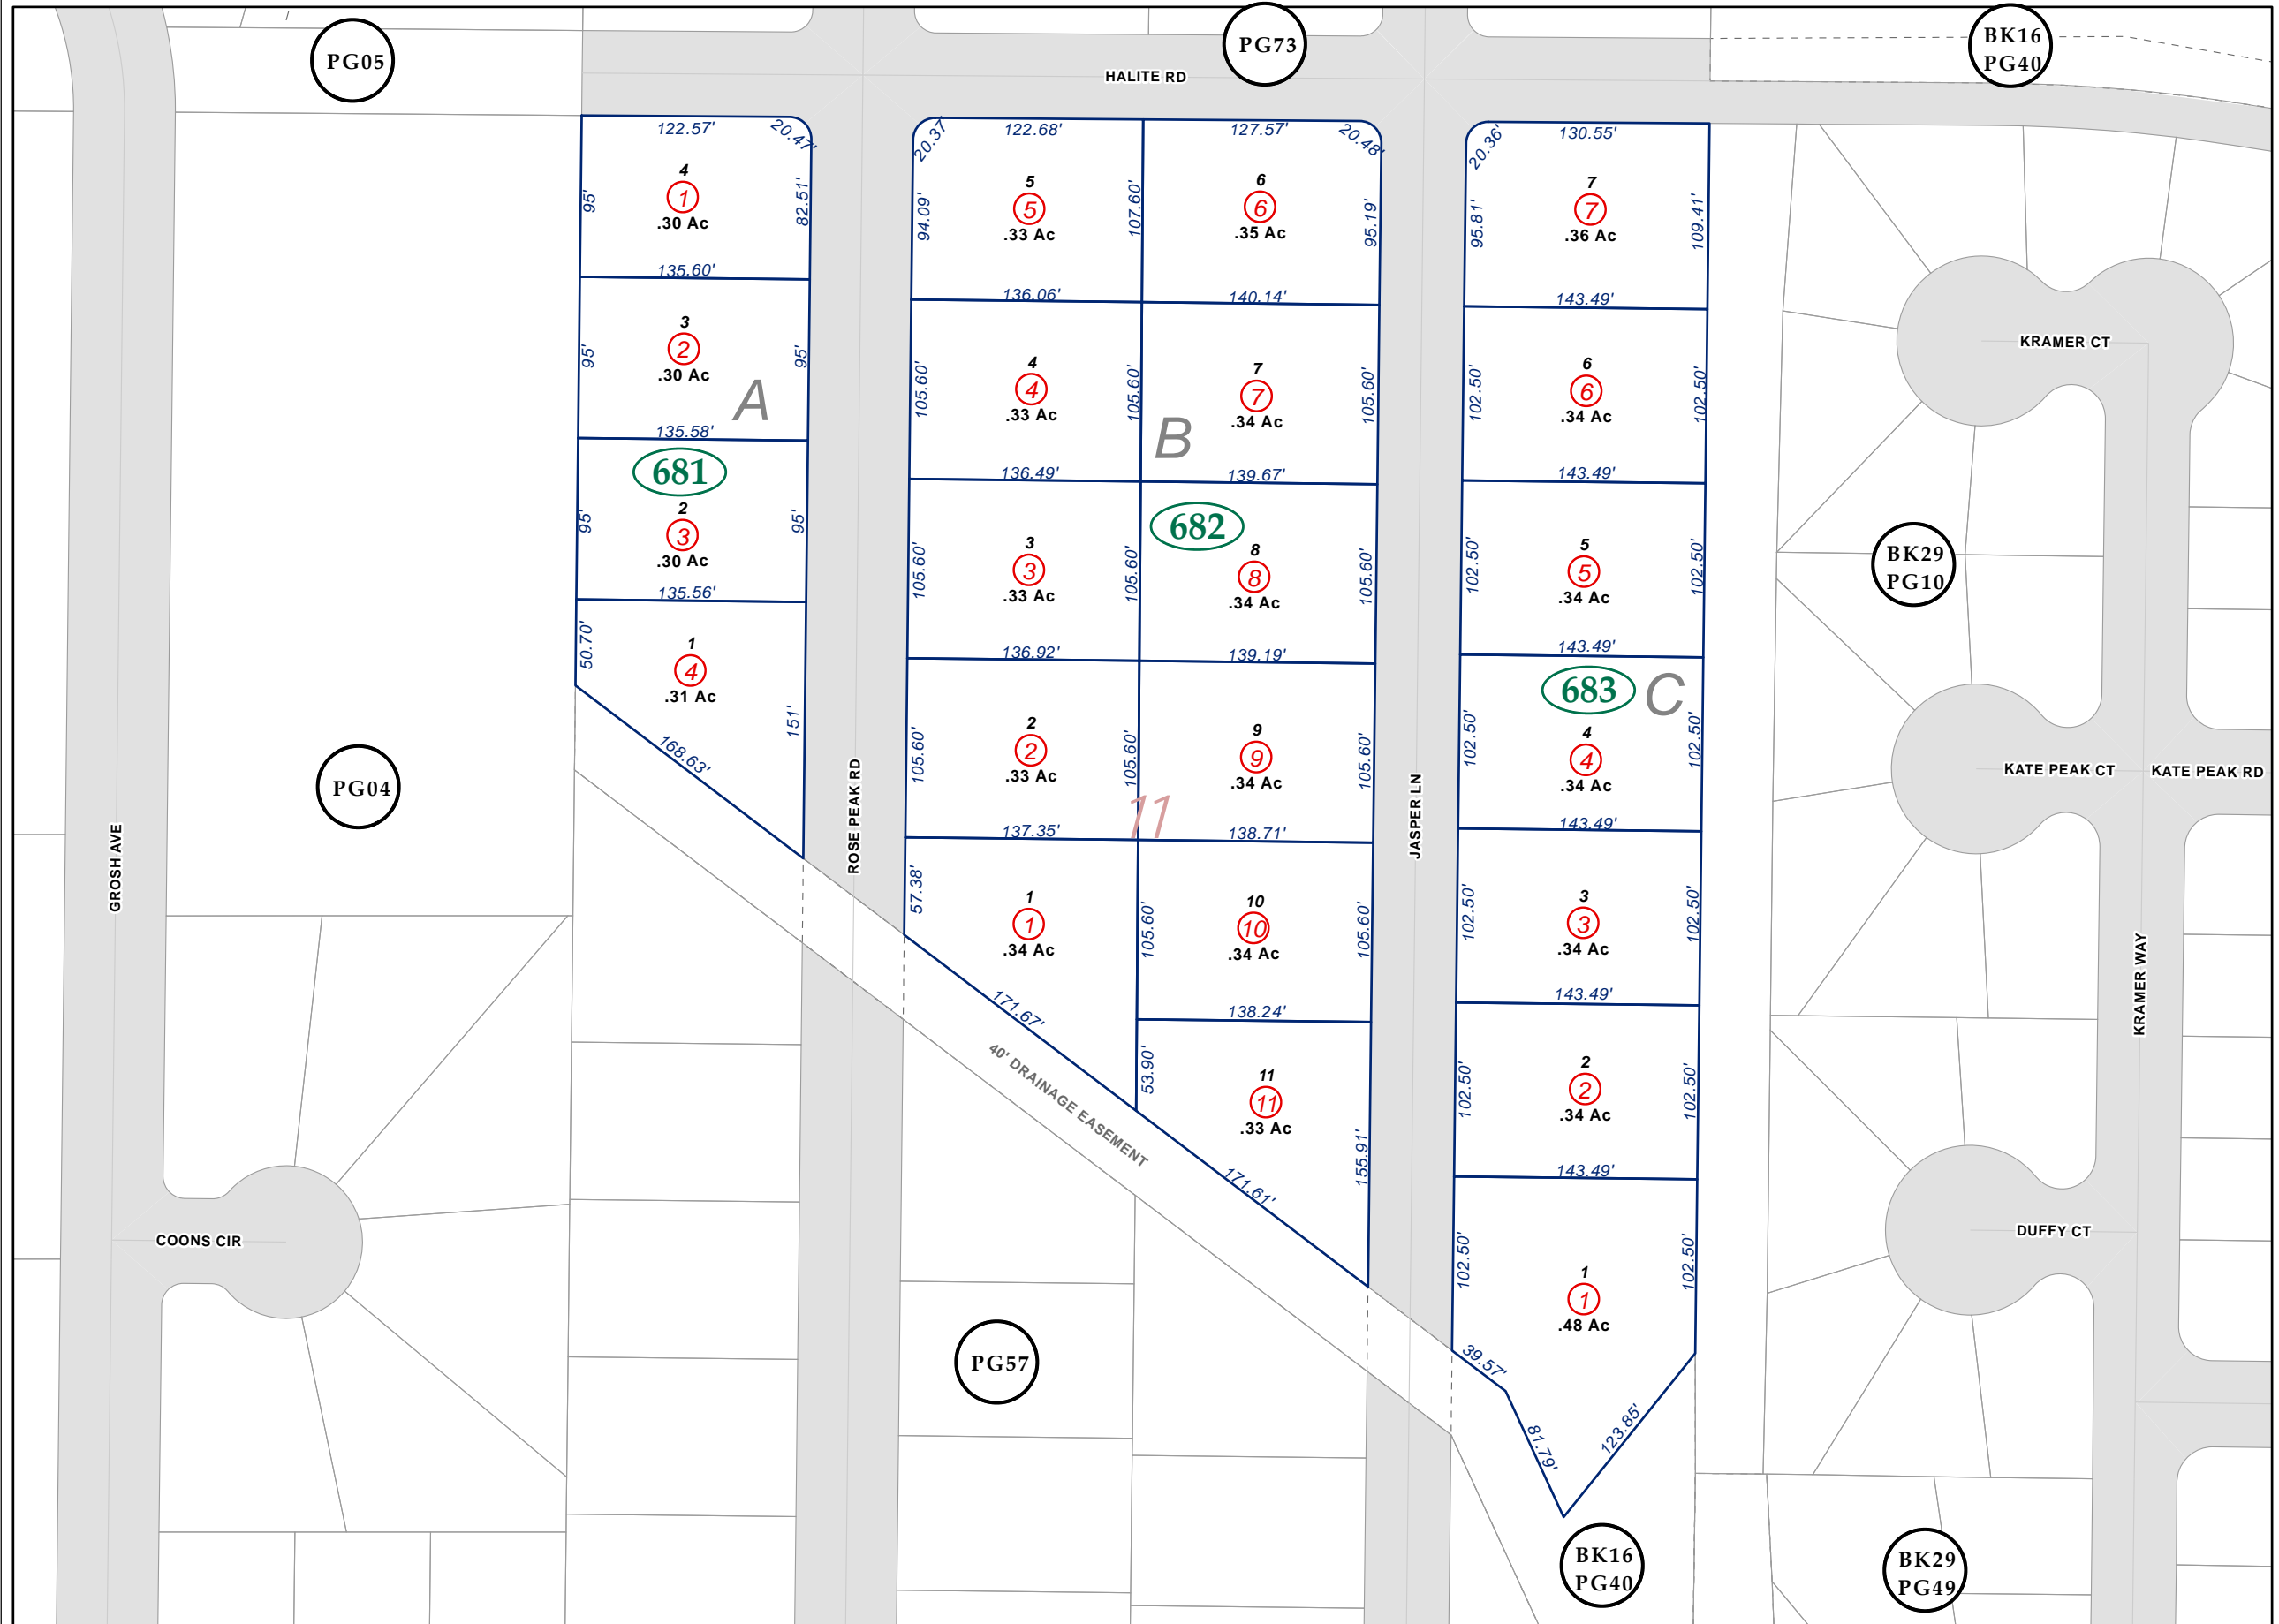 PG05
PG73
BK16
PG40
HALITE RD
122.57'
20.47'
4
1
.30 Ac
95'
82.51'
135.60'
3
2
.30 Ac
95'
95'
A
135.58'
681
2
3
.30 Ac
95'
95'
135.56'
1
4
.31 Ac
50.70'
151'
168.63'
PG04
GROSH AVE
COONS CIR
ROSE PEAK RD
20.37'
122.68'
5
5
.33 Ac
94.09'
107.60'
136.06'
127.57'
20.48'
6
6
.35 Ac
95.19'
140.14'
4
4
.33 Ac
105.60'
105.60'
136.49'
7
7
.34 Ac
105.60'
B
139.67'
682
3
3
.33 Ac
105.60'
105.60'
136.92'
8
8
.34 Ac
105.60'
139.19'
2
2
.33 Ac
105.60'
105.60'
137.35'
9
9
.34 Ac
105.60'
11
138.71'
1
1
.34 Ac
57.38'
105.60'
171.67'
10
10
.34 Ac
105.60'
138.24'
11
11
.33 Ac
53.90'
155.91'
171.61'
40' DRAINAGE EASEMENT
PG57
JASPER LN
20.36'
130.55'
7
7
.36 Ac
95.81'
109.41'
143.49'
6
6
.34 Ac
102.50'
102.50'
143.49'
5
5
.34 Ac
102.50'
102.50'
143.49'
683
C
4
4
.34 Ac
102.50'
102.50'
143.49'
3
3
.34 Ac
102.50'
102.50'
143.49'
2
2
.34 Ac
102.50'
102.50'
143.49'
1
1
.48 Ac
102.50'
102.50'
39.57'
81.79'
123.85'
BK16
PG40
KRAMER CT
BK29
PG10
KATE PEAK CT
KATE PEAK RD
KRAMER WAY
DUFFY CT
BK29
PG49